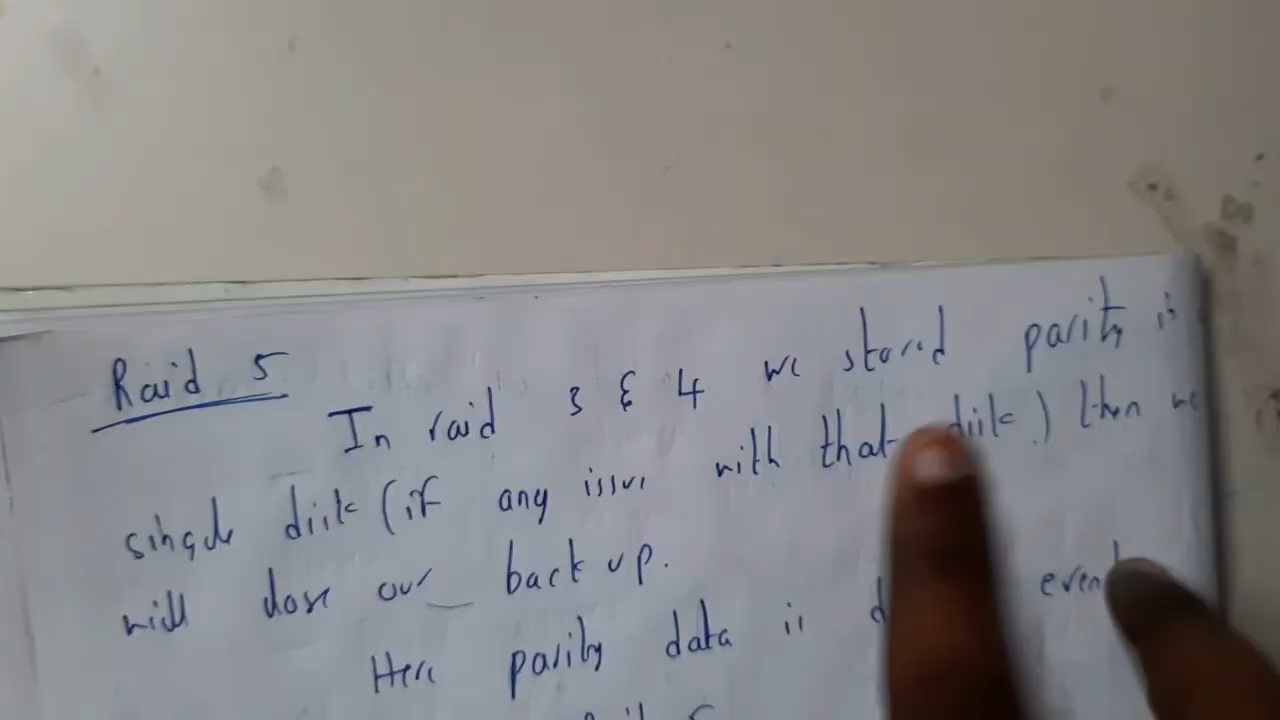 Raid 5
In raid 3 & 4 we stored parity in
single disk (if any issue with that disk) then we
will lose our back up.
Here parity data is